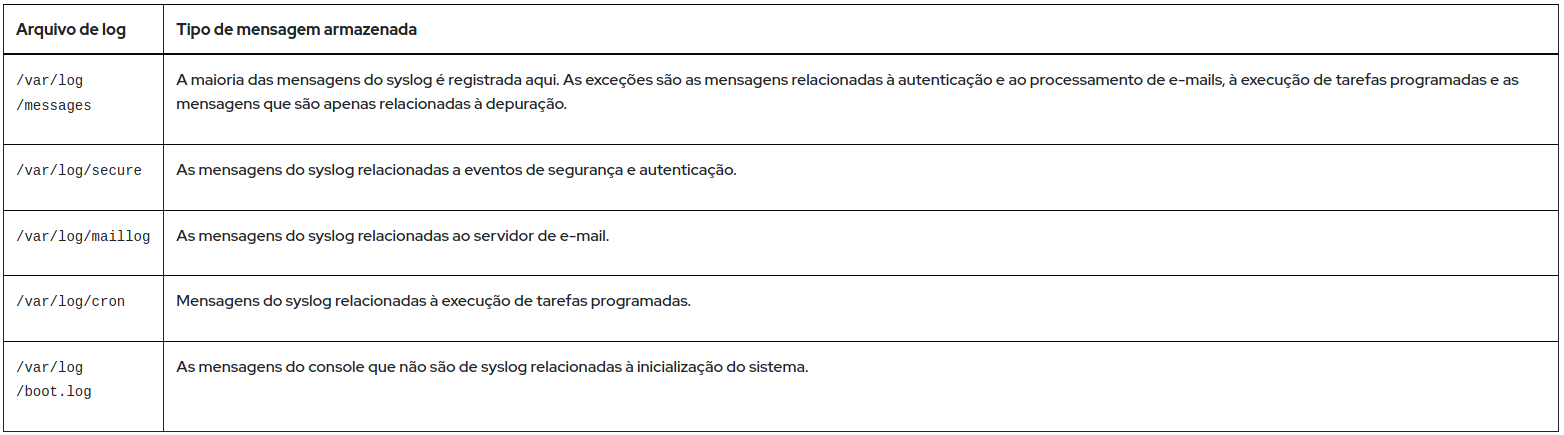 Arquivo de log
Tipo de mensagem armazenada
/var/log
/messages
A maioria das mensagens do syslog é registrada aqui. As exceções são as mensagens relacionadas à autenticação e ao processamento de e-mails, à execução de tarefas programadas e as
mensagens que são apenas relacionadas à depuração.
/var/log/secure
As mensagens do syslog relacionadas a eventos de segurança e autenticação.
/var/log/maillog
As mensagens do syslog relacionadas ao servidor de e-mail.
/var/log/cron
Mensagens do syslog relacionadas à execução de tarefas programadas.
/var/log
/boot.log
As mensagens do console que não são de syslog relacionadas à inicialização do sistema.